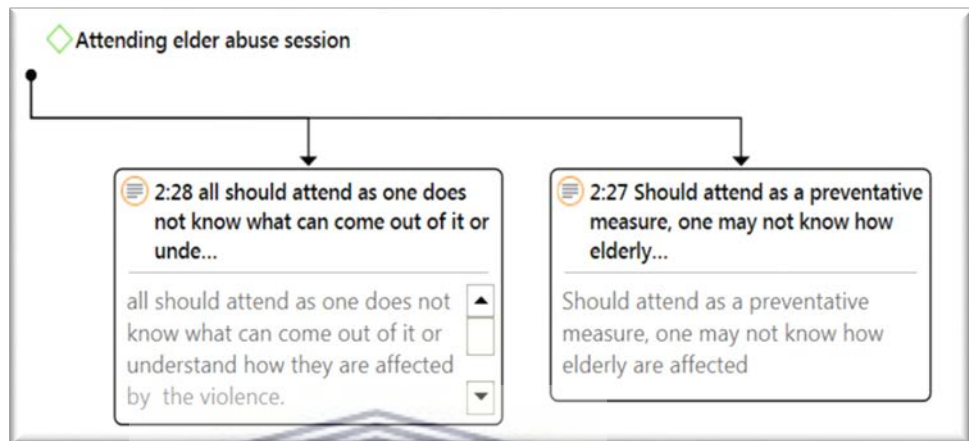 Attending elder abuse session
2:28 all should attend as one does
not know what can come out of it or
unde...
all should attend as one does not
know what can come out of it or
understand how they are affected
by the violence.
2:27 Should attend as a preventative
measure, one may not know how
elderly...
Should attend as a preventative
measure, one may not know how
elderly are affected